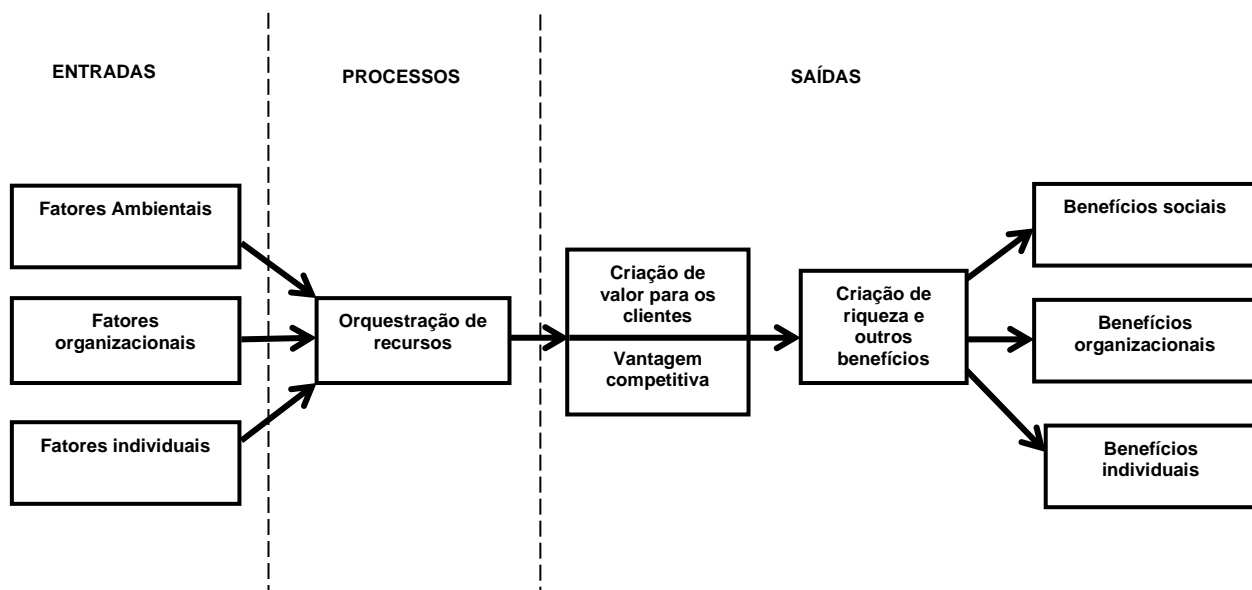 ENTRADAS
PROCESSOS
SAÍDAS
Fatores Ambientais
Fatores
organizacionais
Fatores individuais
Orquestração de
recursos
Criação de
valor para os
clientes
Vantagem
competitiva
Criação de
riqueza e
outros
benefícios
Benefícios sociais
Benefícios
organizacionais
Benefícios
individuais